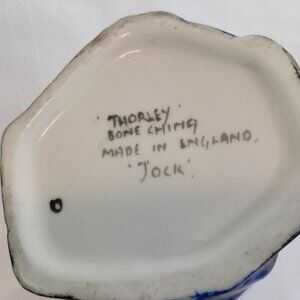 'THORLEY'
BONE CHINA
MADE IN ENGLAND.
'JOCK'.